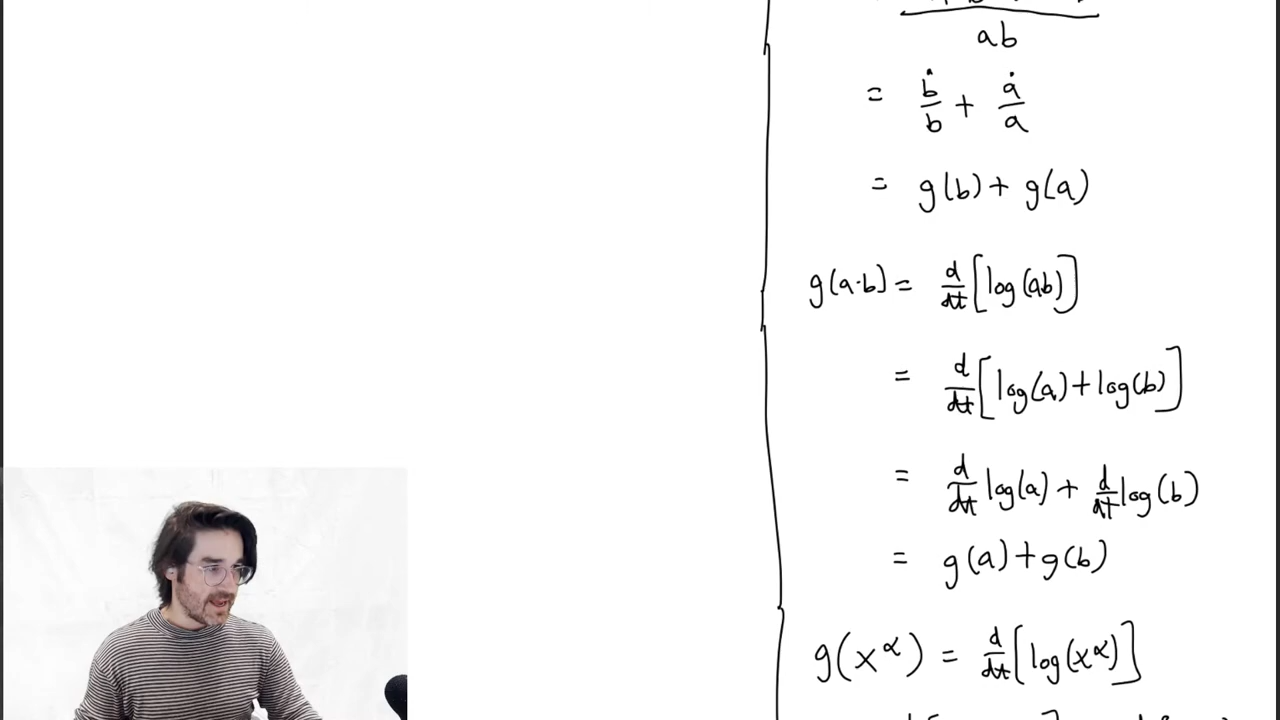 ab
= ḃ/b + ȧ/a
= g(b) + g(a)
g(a·b) = d/dt [log(ab)]
= d/dt [log(a) + log(b)]
= d/dt log(a) + d/dt log(b)
= g(a) + g(b)
g(x^α) = d/dt [log(x^α)]